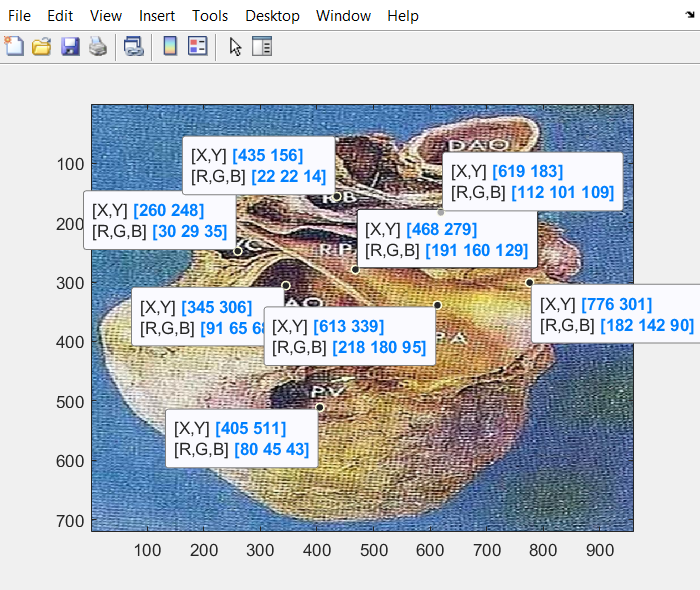 File Edit View Insert Tools Desktop Window Help
DAO
[X,Y] [435 156]
[R,G,B] [22 22 14]
[X,Y] [619 183]
[R,G,B] [112 101 109]
100
[X,Y] [260 248]
[R,G,B] [30 29 35]
[X,Y] [468 279]
[R,G,B] [191 160 129]
200
300
[X,Y] [345 306]
[R,G,B] [91 65 6
AO
[X,Y] [613 339]
[R,G,B] [218 180 95]
[X,Y] [776 301]
[R,G,B] [182 142 90]
PA
400
PV
500
[X,Y] [405 511]
[R,G,B] [80 45 43]
600
700
100 200 300 400 500 600 700 800 900